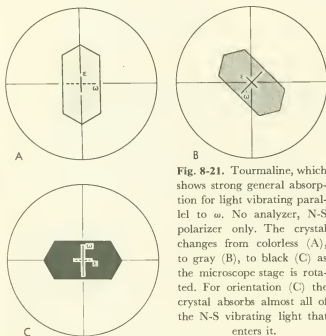 ε
ω
A
ε
ω
B
Fig. 8-21. Tourmaline, which
shows strong general absorp-
tion for light vibrating paral-
lel to ω. No analyzer, N-S
polarizer only. The crystal
changes from colorless (A),
to gray (B), to black (C) as
the microscope stage is rota-
ted. For orientation (C) the
crystal absorbs almost all of
the N-S vibrating light that
enters it.
ω
ε
C